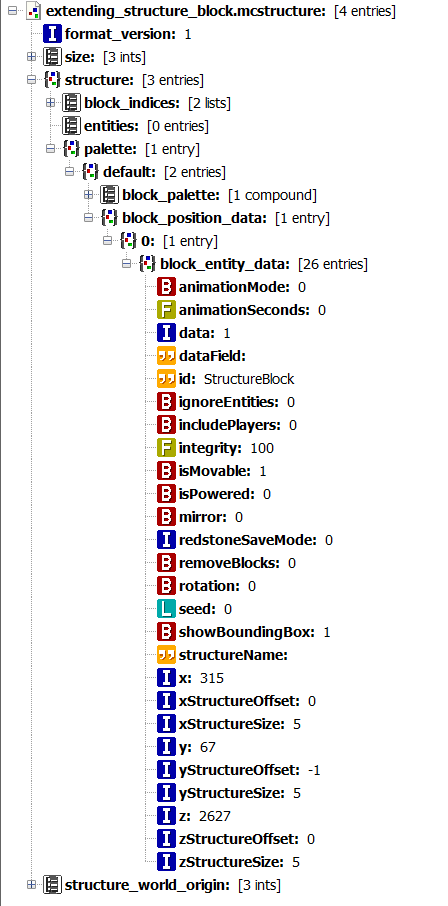 extending_structure_block.mcstructure: [4 entries]
I format_version: 1
size: [3 ints]
structure: [3 entries]
block_indices: [2 lists]
entities: [0 entries]
palette: [1 entry]
default: [2 entries]
block_palette: [1 compound]
block_position_data: [1 entry]
0: [1 entry]
block_entity_data: [26 entries]
B animationMode: 0
F animationSeconds: 0
I data: 1
dataField:
id: StructureBlock
B ignoreEntities: 0
B includePlayers: 0
F integrity: 100
B isMovable: 1
B isPowered: 0
B mirror: 0
I redstoneSaveMode: 0
B removeBlocks: 0
B rotation: 0
L seed: 0
B showBoundingBox: 1
structureName:
I x: 315
I xStructureOffset: 0
I xStructureSize: 5
I y: 67
I yStructureOffset: -1
I yStructureSize: 5
I z: 2627
I zStructureOffset: 0
I zStructureSize: 5
structure_world_origin: [3 ints]